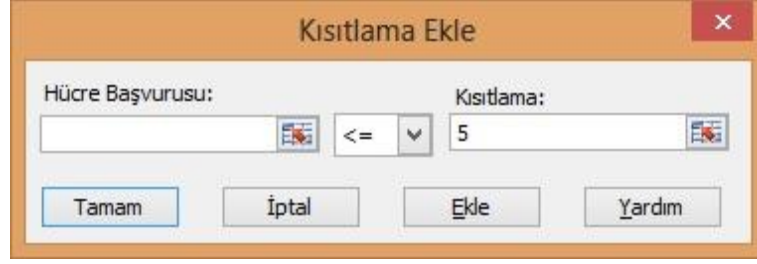 Kısıtlama Ekle
Hücre Başvurusu: Kısıtlama:
<= 5
Tamam İptal Ekle Yardım